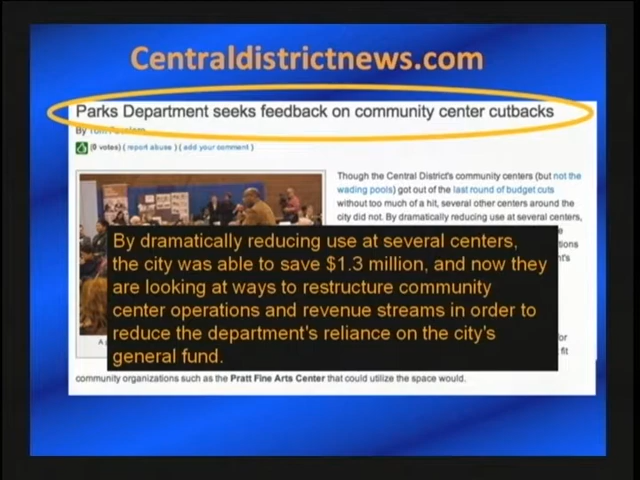 Centraldistrictnews.com
Parks Department seeks feedback on community center cutbacks
By
(0 votes) ( report abuse ) ( add your comment )
Though the Central District's community centers (but not the
wading pools) got out of the last round of budget cuts
without too much of a hit, several other centers around the
city did not. By dramatically reducing use at several centers,
By dramatically reducing use at several centers,
the city was able to save $1.3 million, and now they
are looking at ways to restructure community
center operations and revenue streams in order to
reduce the department's reliance on the city's
general fund.
fit
community organizations such as the Pratt Fine Arts Center that could utilize the space would.